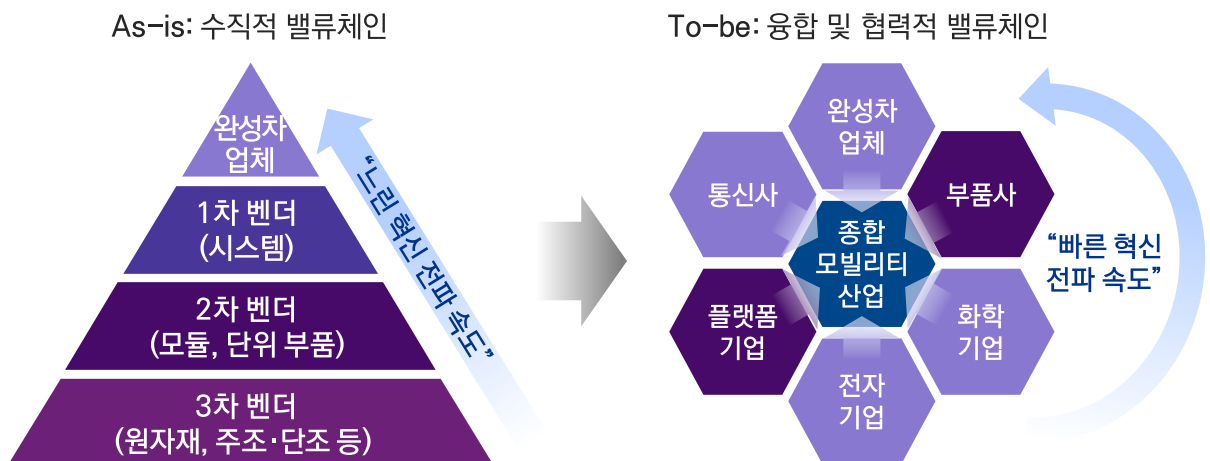 As-is: 수직적 밸류체인
완성차
업체
1차 벤더
(시스템)
2차 벤더
(모듈, 단위 부품)
3차 벤더
(원자재, 주조·단조 등)
“느린 혁신 전파 속도”
To-be: 융합 및 협력적 밸류체인
완성차
업체
통신사
부품사
종합
모빌리티
산업
플랫폼
기업
화학
기업
전자
기업
“빠른 혁신
전파 속도”